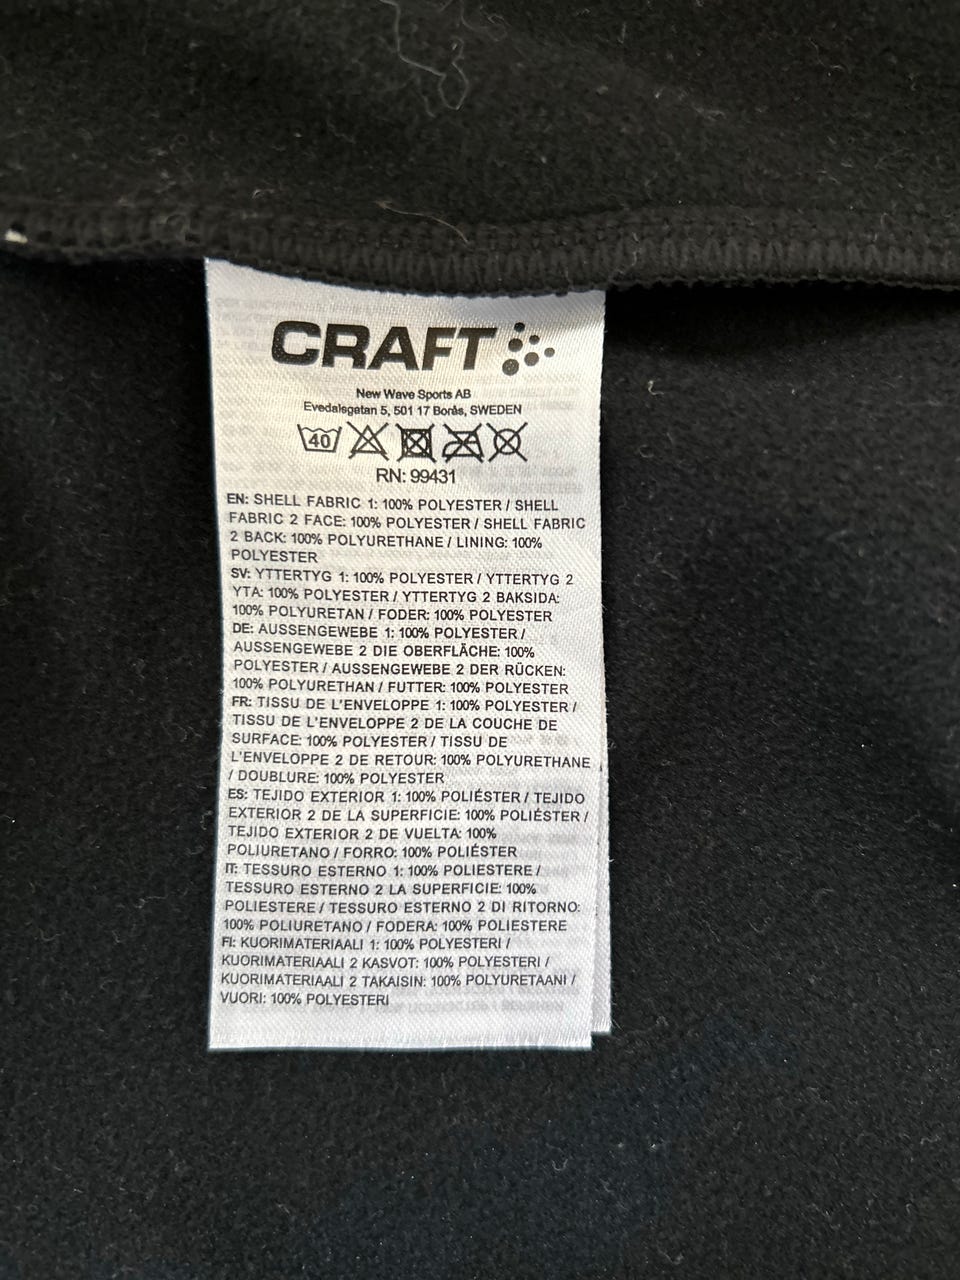 CRAFT
New Wave Sports AB
Evedalsgatan 5, 501 17 Borås, SWEDEN
40
RN: 99431
EN: SHELL FABRIC 1: 100% POLYESTER / SHELL
FABRIC 2 FACE: 100% POLYESTER / SHELL FABRIC
2 BACK: 100% POLYURETHANE / LINING: 100%
POLYESTER
SV: YTTERTYG 1: 100% POLYESTER / YTTERTYG 2
YTA: 100% POLYESTER / YTTERTYG 2 BAKSIDA:
100% POLYURETAN / FODER: 100% POLYESTER
DE: AUSSENGEWEBE 1: 100% POLYESTER /
AUSSENGEWEBE 2 DIE OBERFLÄCHE: 100%
POLYESTER / AUSSENGEWEBE 2 DER RÜCKEN:
100% POLYURETHAN / FUTTER: 100% POLYESTER
FR: TISSU DE L'ENVELOPPE 1: 100% POLYESTER /
TISSU DE L'ENVELOPPE 2 DE LA COUCHE DE
SURFACE: 100% POLYESTER / TISSU DE
L'ENVELOPPE 2 DE RETOUR: 100% POLYURETHANE
/ DOUBLURE: 100% POLYESTER
ES: TEJIDO EXTERIOR 1: 100% POLIÉSTER / TEJIDO
EXTERIOR 2 DE LA SUPERFICIE: 100% POLIÉSTER /
TEJIDO EXTERIOR 2 DE VUELTA: 100%
POLIURETANO / FORRO: 100% POLIÉSTER
IT: TESSURO ESTERNO 1: 100% POLIESTERE /
TESSURO ESTERNO 2 LA SUPERFICIE: 100%
POLIESTERE / TESSURO ESTERNO 2 DI RITORNO:
100% POLIURETANO / FODERA: 100% POLIESTERE
FI: KUORIMATERIAALI 1: 100% POLYESTERI /
KUORIMATERIAALI 2 KASVOT: 100% POLYESTERI /
KUORIMATERIAALI 2 TAKAISIN: 100% POLYURETAANI /
VUORI: 100% POLYESTERI